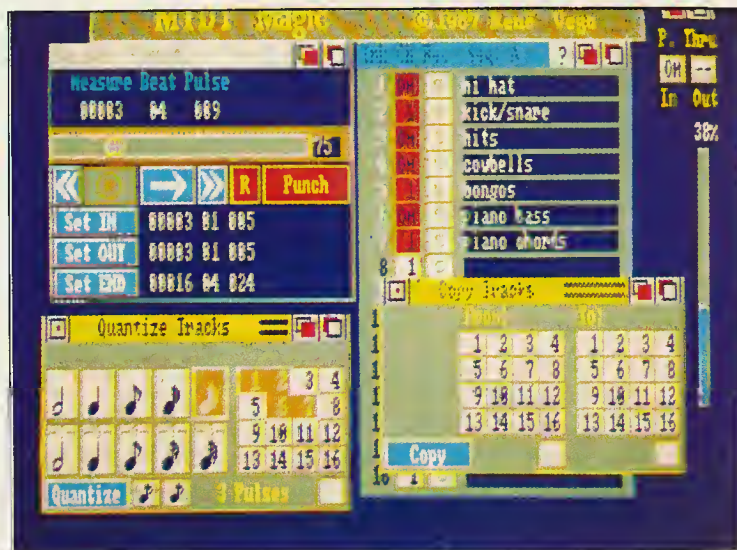 MIDI Magic ©1987 Rene Vega
P. Thru
ON --
In Out
38%
Measure Beat Pulse
00003 04 009
75
R Punch
Set IN 00003 01 005
Set OUT 00003 01 005
Set END 00016 04 024
?
hi hat
kick/snare
hits
cowbells
bongos
piano bass
piano chords
8 1
Quantize Tracks
3 4
5 8
9 10 11 12
13 14 15 16
Quantize 3 Pulses
Copy Tracks
From To
1 2 3 4 1 2 3 4
5 6 7 8 5 6 7 8
9 10 11 12 9 10 11 12
13 14 15 16 13 14 15 16
Copy
16 1